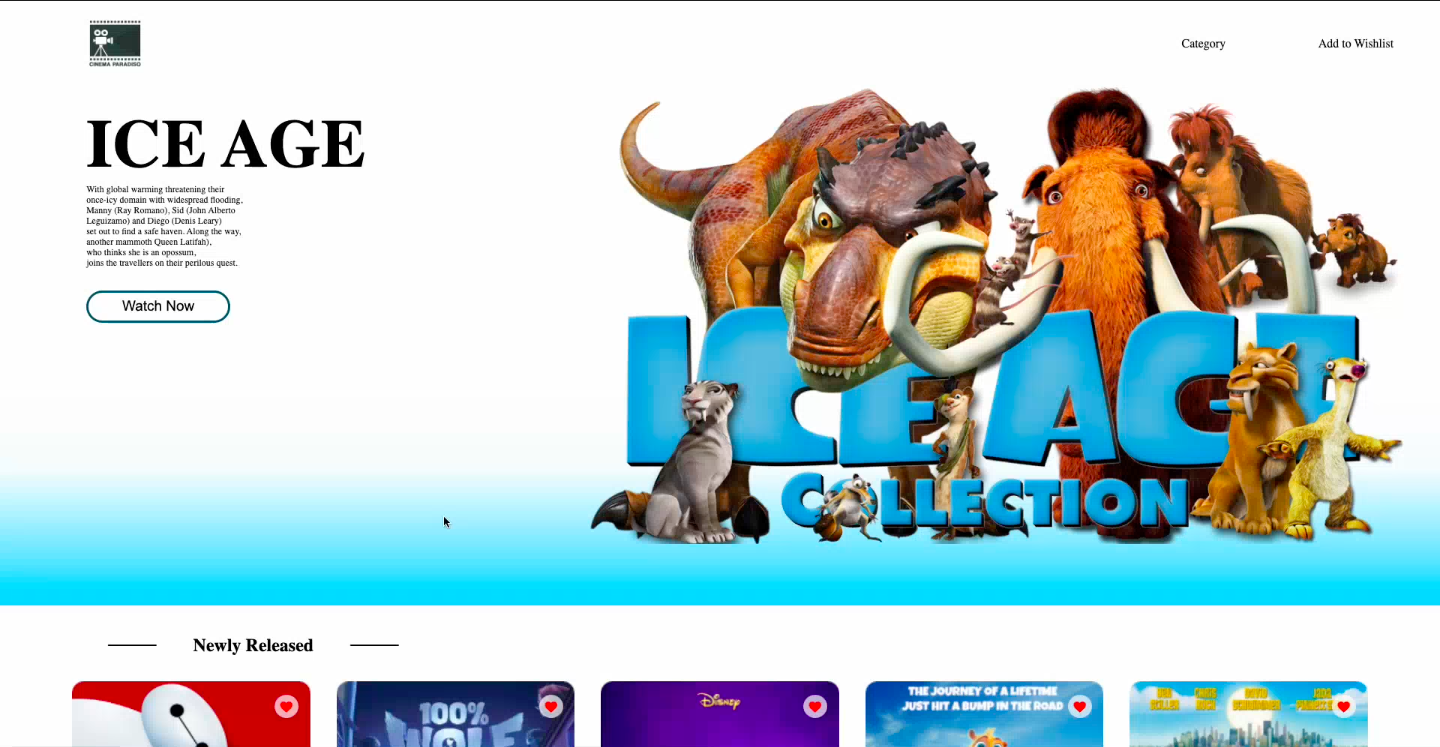 CINEMA PARADISO
Category
Add to Wishlist
ICE AGE
With global warming threatening their
once-icy domain with widespread flooding,
Manny (Ray Romano), Sid (John Alberto
Leguizamo) and Diego (Denis Leary)
set out to find a safe haven. Along the way,
another mammoth Queen Latifah),
who thinks she is an opossum,
joins the travellers on their perilous quest.
Watch Now
ICE AGE
COLLECTION
Newly Released
100%
WOLF
Disney
THE JOURNEY OF A LIFETIME
JUST HIT A BUMP IN THE ROAD
BEN
STILLER
CHRIS
ROCK
DAVID
SCHWIMMER
JADA